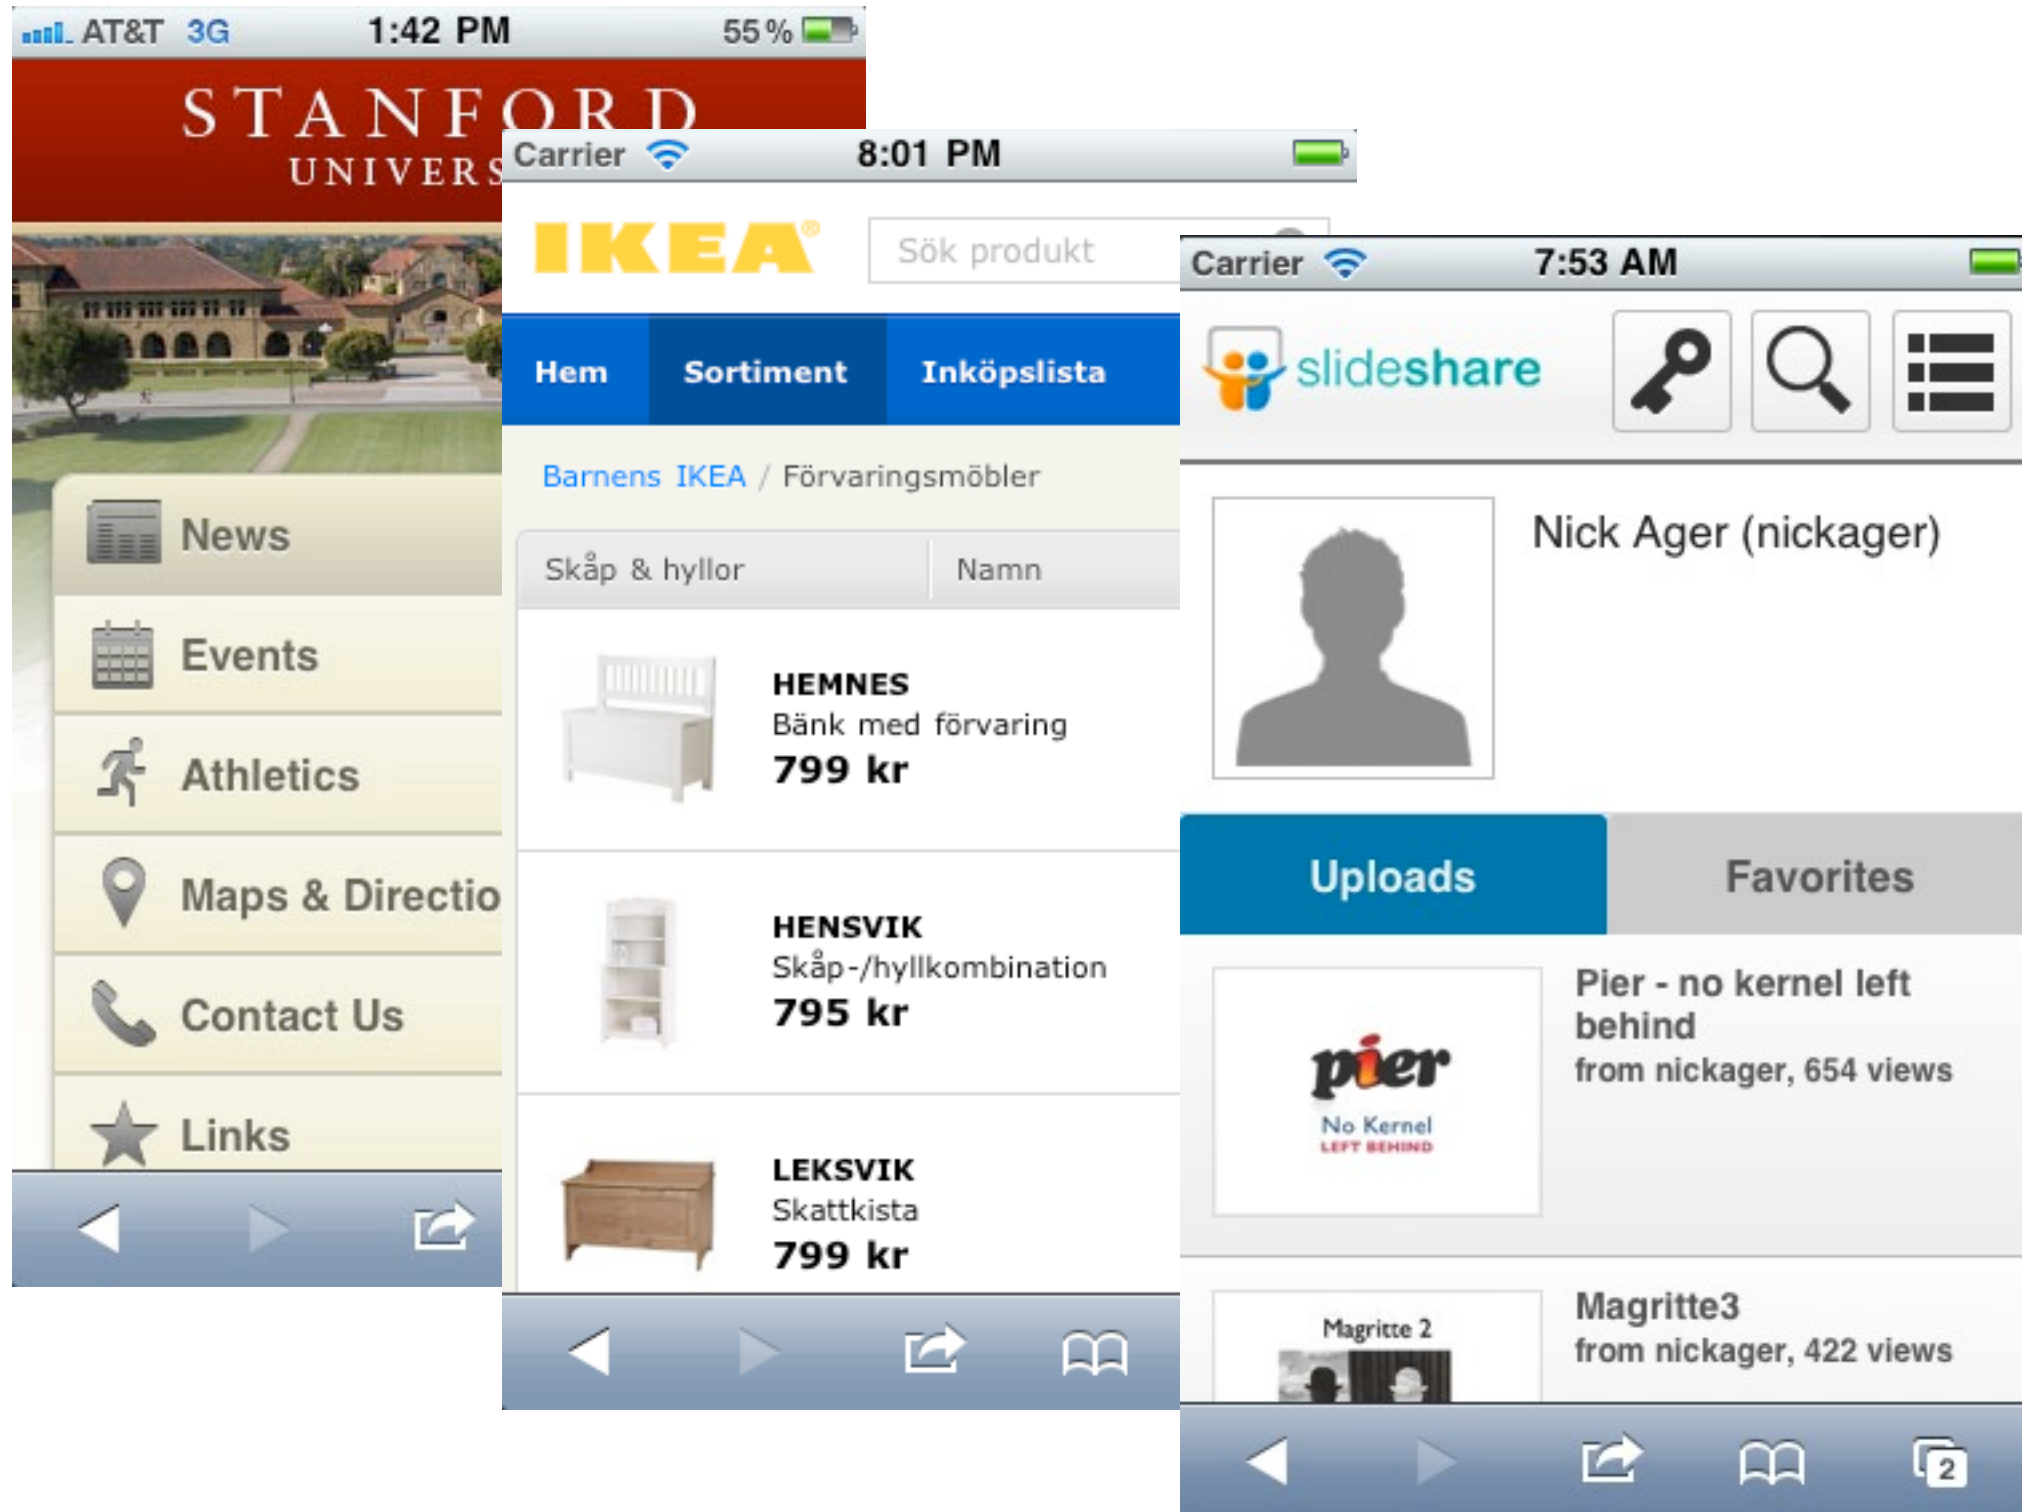 AT&T 3G 1:42 PM 55%
STANFORD
UNIVERS
News
Events
Athletics
Maps & Directio
Contact Us
Links
Carrier 8:01 PM
IKEA® Sök produkt
Hem Sortiment Inköpslista
Barnens IKEA / Förvaringsmöbler
Skåp & hyllor Namn
HEMNES
Bänk med förvaring
799 kr
HENSVIK
Skåp-/hyllkombination
795 kr
LEKSVIK
Skattkista
799 kr
Carrier 7:53 AM
slideshare
Nick Ager (nickager)
Uploads Favorites
pier
No Kernel
LEFT BEHIND
Pier - no kernel left
behind
from nickager, 654 views
Magritte 2
Magritte3
from nickager, 422 views
2